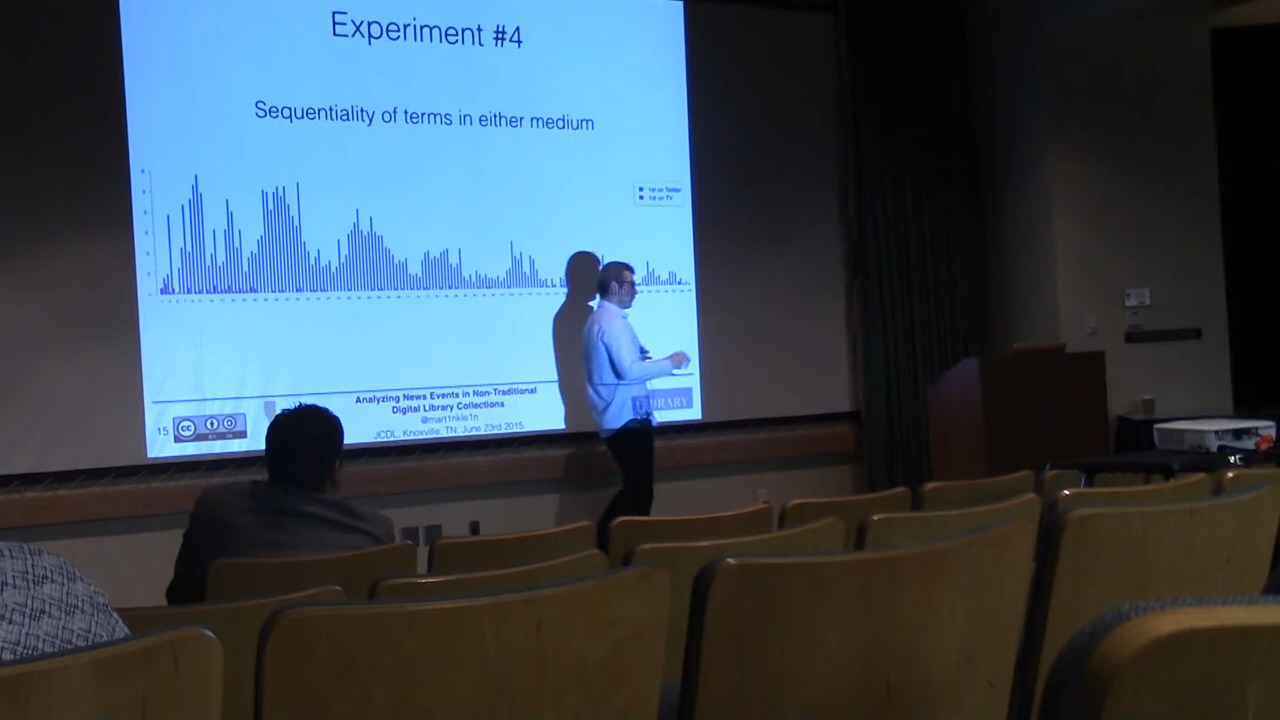 Experiment #4
Sequentiality of terms in either medium
1st on Twitter
1st on TV
Analyzing News Events in Non-Traditional
Digital Library Collections
@mart1nkle1n
JCDL, Knoxville, TN, June 23rd 2015.
15
cc
LIBRARY